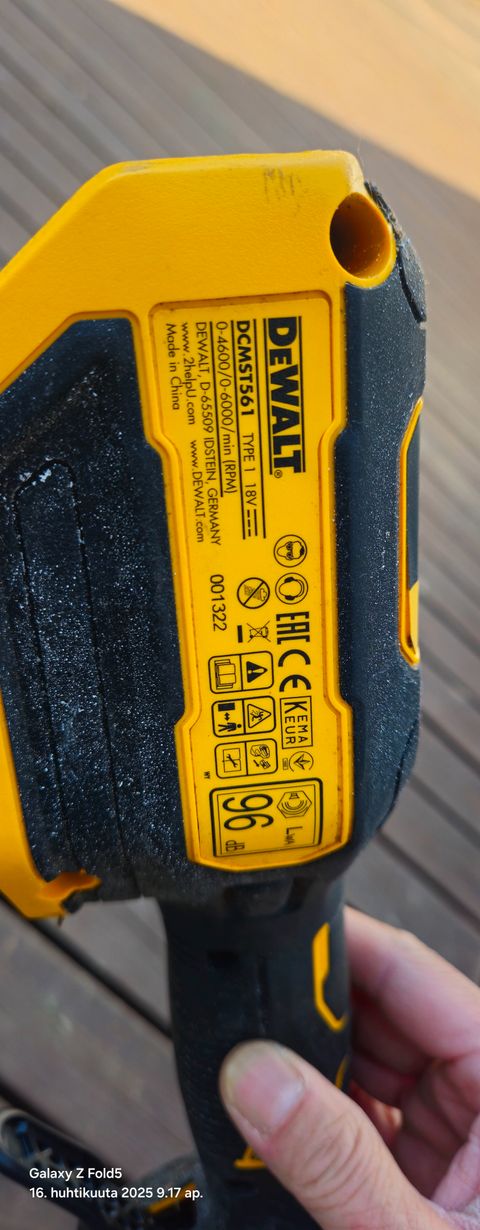 DEWALT®
DCMST561 TYPE 1 18V
0-4600/0-6000/min (RPM)
DEWALT, D-65509 IDSTEIN, GERMANY
www.2helpU.com www.DEWALT.com
Made in China
001322
EAC CE KEMA
KEUR
LWA
96
dB
Galaxy Z Fold5
16. huhtikuuta 2025 9.17 ap.